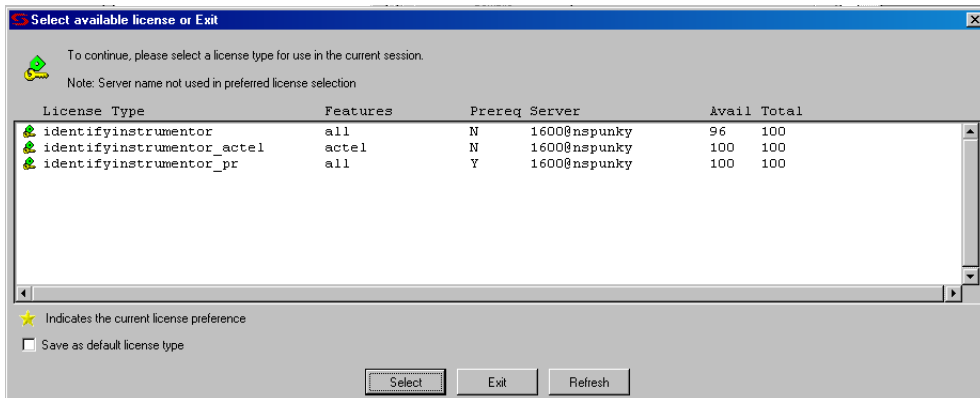 Select available license or Exit
To continue, please select a license type for use in the current session.
Note: Server name not used in preferred license selection
License Type Features Prereq Server Avail Total
identifyinstrumentor all N 1600@nspunky 96 100
identifyinstrumentor_actel actel N 1600@nspunky 100 100
identifyinstrumentor_pr all Y 1600@nspunky 100 100
Indicates the current license preference
Save as default license type
Select Exit Refresh